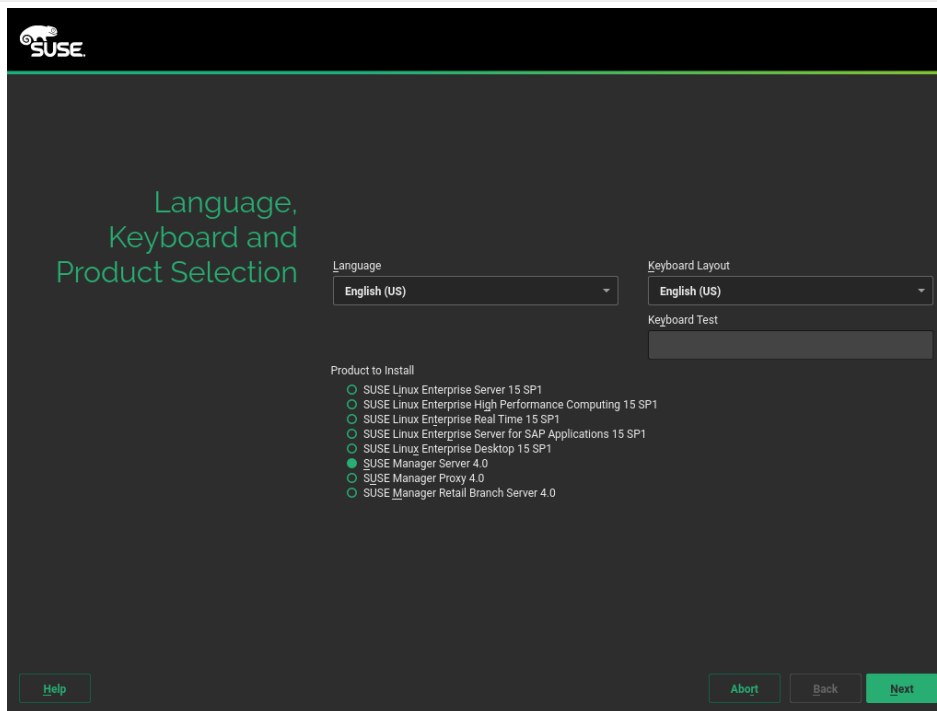 SUSE.
Language,
Keyboard and
Product Selection
Language
Keyboard Layout
English (US)
English (US)
Keyboard Test
Product to Install
SUSE Linux Enterprise Server 15 SP1
SUSE Linux Enterprise High Performance Computing 15 SP1
SUSE Linux Enterprise Real Time 15 SP1
SUSE Linux Enterprise Server for SAP Applications 15 SP1
SUSE Linux Enterprise Desktop 15 SP1
SUSE Manager Server 4.0
SUSE Manager Proxy 4.0
SUSE Manager Retail Branch Server 4.0
Help
Abort
Back
Next